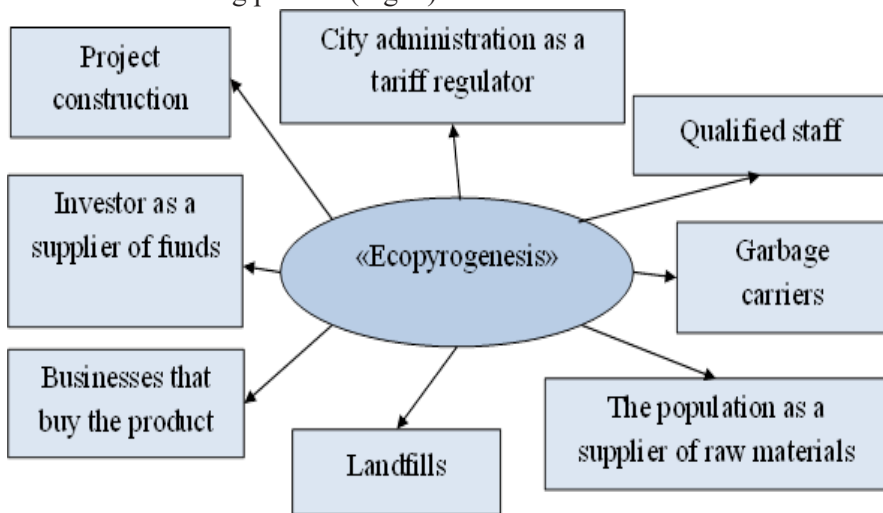 Project
construction
City administration as a
tariff regulator
Qualified staff
Investor as a
supplier of funds
«Ecopyrogenesis»
Garbage
carriers
Businesses that
buy the product
Landfills
The population as a
supplier of raw materials